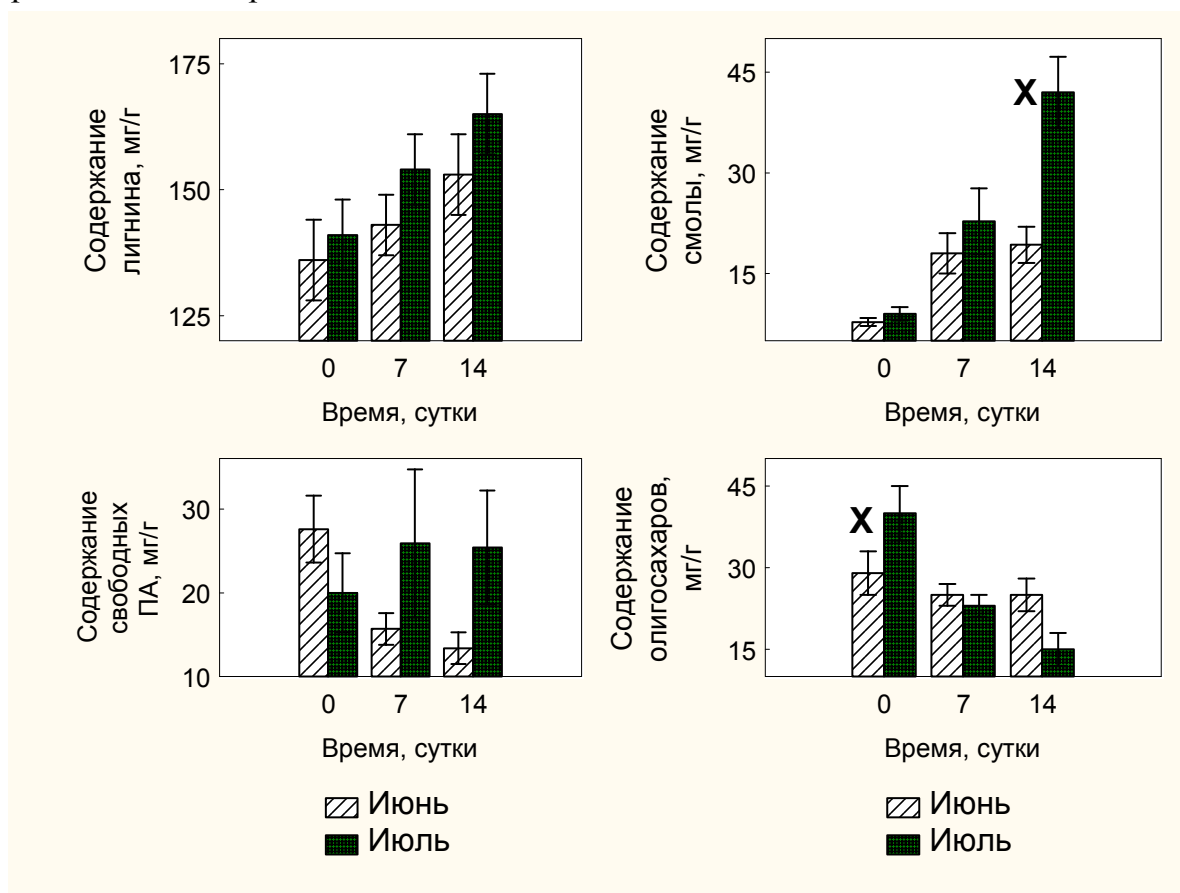 Содержание
лигнина, мг/г
175
150
125
0 7 14
Время, сутки
Содержание
смолы, мг/г
45
30
15
X
0 7 14
Время, сутки
Содержание
свободных
ПА, мг/г
30
20
10
0 7 14
Время, сутки
Июнь
Июль
Содержание
олигосахаров,
мг/г
45
30
15
X
0 7 14
Время, сутки
Июнь
Июль